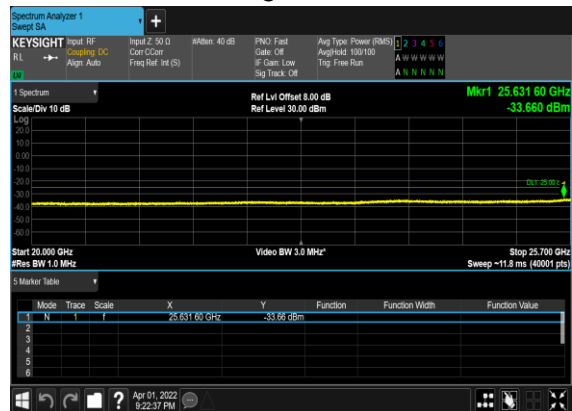 Spectrum Analyzer 1
Swept SA
+
KEYSIGHT Input: RF Input Z: 50 Ω #Atten: 40 dB PNO: Fast Avg Type: Power (RMS) 1 2 3 4 5 6
RL Coupling: DC Corr CCorr Gate: Off Avg|Hold: 100/100 A W W W W W
Align: Auto Freq Ref: Int (S) IF Gain: Low Trig: Free Run
LW Sig Track: Off A N N N N N
1 Spectrum Ref Lvl Offset 8.00 dB Mkr1 25.631 60 GHz
Scale/Div 10 dB Ref Level 30.00 dBm -33.660 dBm
Log
20.0
10.0
0.00
-10.0
-20.0
DL1 -25.00 c
-30.0
-40.0
-50.0
-60.0
Start 20.000 GHz Video BW 3.0 MHz* Stop 25.700 GHz
#Res BW 1.0 MHz Sweep ~11.8 ms (40001 pts)
5 Marker Table
Mode Trace Scale X Y Function Function Width Function Value
1 N 1 f 25.631 60 GHz -33.66 dBm
2
3
4
5
6
? Apr 01, 2022
9:22:37 PM